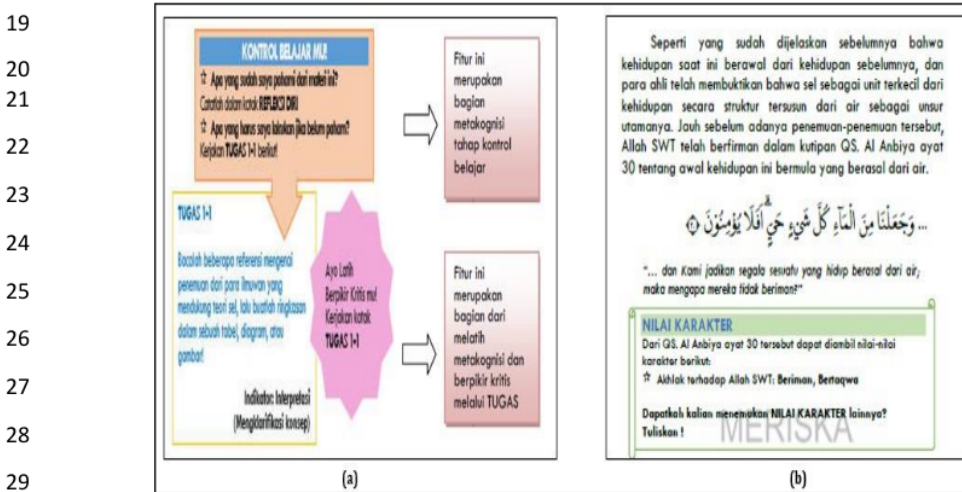 19
20
21
22
23
24
25
26
27
28
29
KONTROL BELAJAR MU!
☆ Apa yang sudah saya pahami dari materi ini?
Catatlah dalam kotak REFLEKSI DIRI
☆ Apa yang harus saya lakukan jika belum paham?
Kerjakan TUGAS 1-1 berikut!
Fitur ini
merupakan
bagian
metakognisi
tahap kontrol
belajar
TUGAS 1-1
Bacalah beberapa referensi mengenai
penemuan dari para ilmuwan yang
mendukung teori sel, lalu buatlah ringkasan
dalam sebuah tabel, diagram, atau
gambar!
Indikator: Interpretasi
(Mengklarifikasi konsep)
Ayo Latih
Berpikir Kritis mu!
Kerjakan kotak
TUGAS 1-1
Fitur ini
merupakan
bagian dari
melatih
metakognisi dan
berpikir kritis
melalui TUGAS
(a)
Seperti yang sudah dijelaskan sebelumnya bahwa
kehidupan saat ini berawal dari kehidupan sebelumnya, dan
para ahli telah membuktikan bahwa sel sebagai unit terkecil dari
kehidupan secara struktur tersusun dari air sebagai unsur
utamanya. Jauh sebelum adanya penemuan-penemuan tersebut,
Allah SWT telah berfirman dalam kutipan QS. Al Anbiya ayat
30 tentang awal kehidupan ini bermula yang berasal dari air.
... وَجَعَلْنَا مِنَ الْمَاۤءِ كُلَّ شَيْءٍ حَيٍّۗ اَفَلَا يُؤْمِنُوْنَ ٣٠
"... dan Kami jadikan segala sesuatu yang hidup berasal dari air;
maka mengapa mereka tidak beriman?"
NILAI KARAKTER
Dari QS. Al Anbiya ayat 30 tersebut dapat diambil nilai-nilai
karakter berikut:
☆ Akhlak terhadap Allah SWT: Beriman, Bertaqwa
Dapatkah kalian menemukan NILAI KARAKTER lainnya?
Tuliskan !
MERISKA
(b)